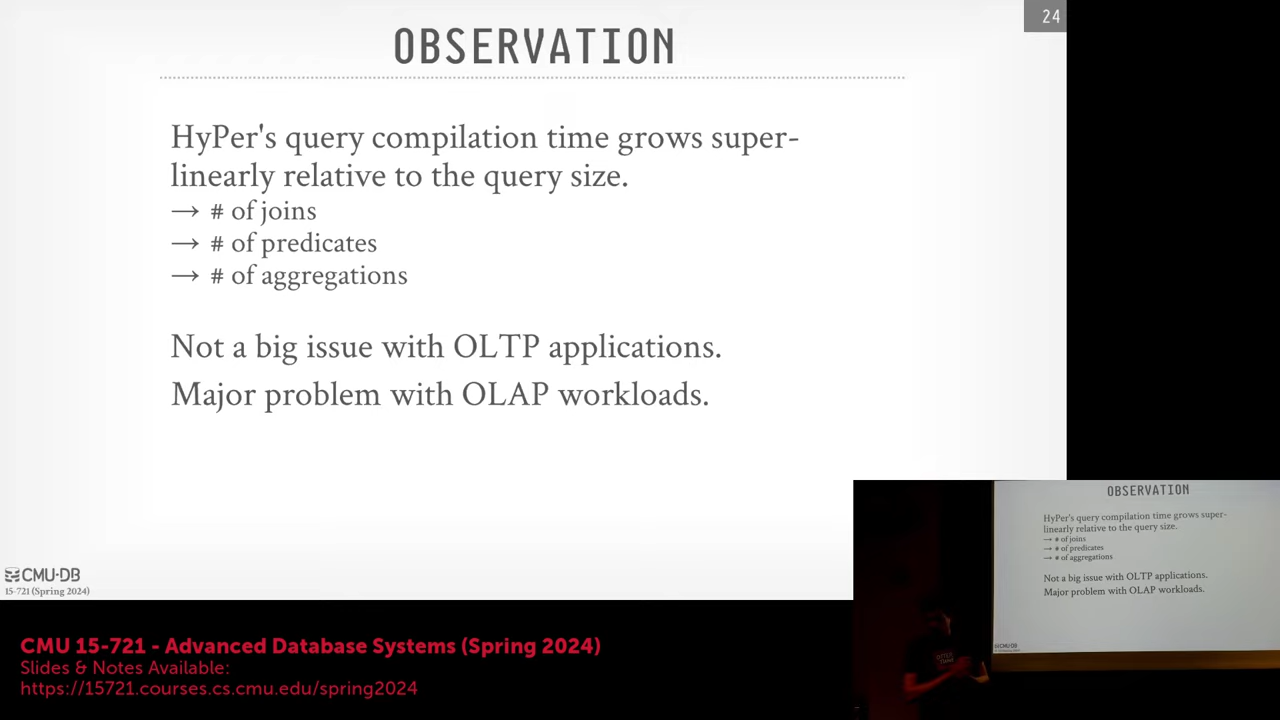 24
OBSERVATION
HyPer's query compilation time grows super-
linearly relative to the query size.
→ # of joins
→ # of predicates
→ # of aggregations
Not a big issue with OLTP applications.
Major problem with OLAP workloads.
CMU·DB
15-721 (Spring 2024)
OBSERVATION
HyPer's query compilation time grows super-
linearly relative to the query size.
→ # of joins
→ # of predicates
→ # of aggregations
Not a big issue with OLTP applications.
Major problem with OLAP workloads.
CMU·DB
CMU 15-721 - Advanced Database Systems (Spring 2024)
Slides & Notes Available:
https://15721.courses.cs.cmu.edu/spring2024